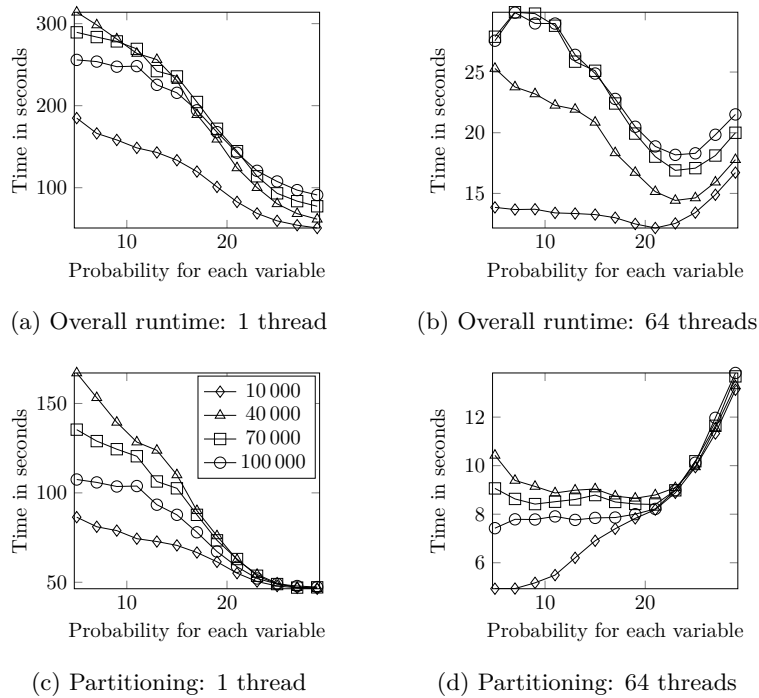 300
200
100
10
20
Time in seconds
Probability for each variable
(a) Overall runtime: 1 thread
25
20
15
10
20
Time in seconds
Probability for each variable
(b) Overall runtime: 64 threads
150
100
50
10
20
Time in seconds
Probability for each variable
10 000
40 000
70 000
100 000
(c) Partitioning: 1 thread
12
10
8
6
10
20
Time in seconds
Probability for each variable
(d) Partitioning: 64 threads